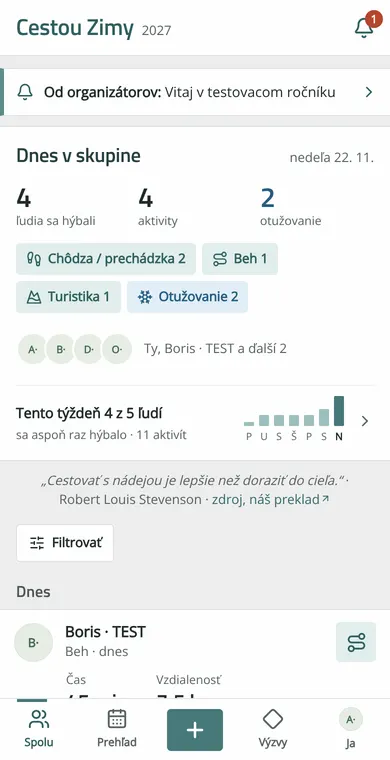 Cestou Zimy 2027
1
Od organizátorov: Vitaj v testovacom ročníku
Dnes v skupine
nedeľa 22. 11.
4 4 2
ľudia sa hýbali aktivity otužovanie
Chôdza / prechádzka 2 Beh 1
Turistika 1 Otužovanie 2
A· B· D· O· Ty, Boris · TEST a ďalší 2
Tento týždeň 4 z 5 ľudí
sa aspoň raz hýbalo · 11 aktivít
P U S Š P S N
„Cestovať s nádejou je lepšie než doraziť do cieľa.“ ·
Robert Louis Stevenson · zdroj, náš preklad↗
Filtrovať
Dnes
B· Boris · TEST
Beh · dnes
Čas Vzdialenosť
Spolu Prehľad + Výzvy A· Ja